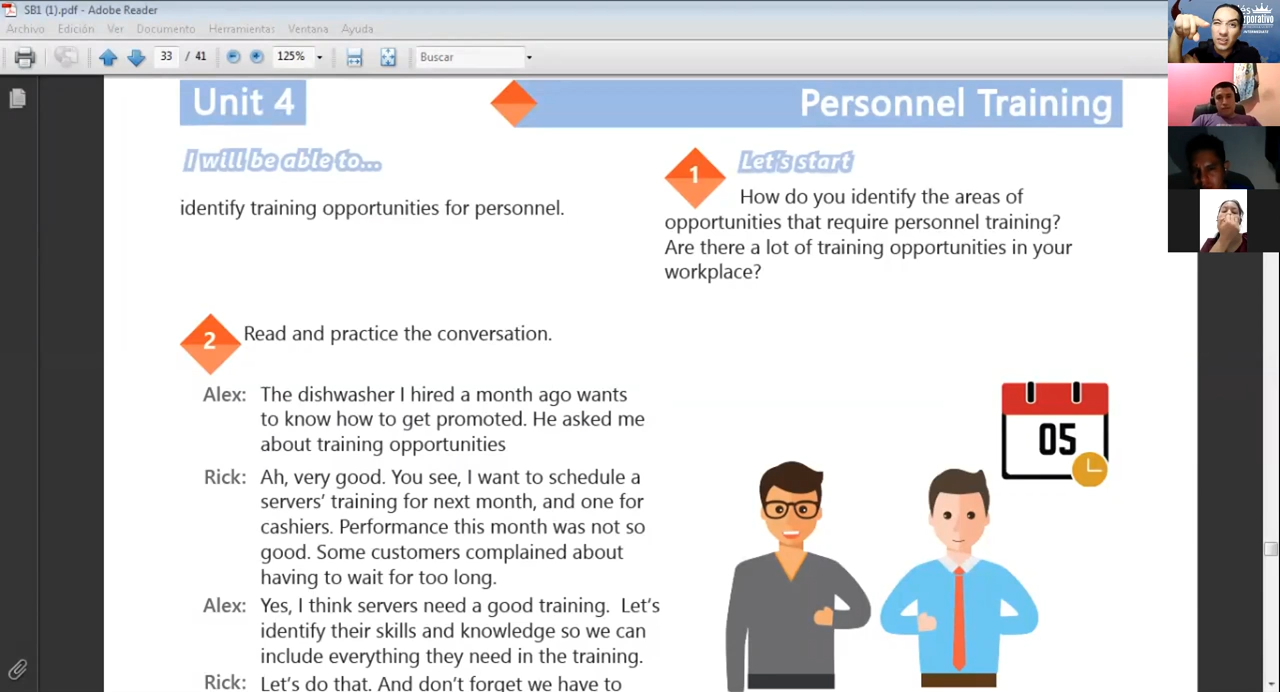 SB1 (1).pdf - Adobe Reader
Archivo Edición Ver Documento Herramientas Ventana Ayuda
33 / 41 125% Buscar
Unit 4
Personnel Training
I will be able to...
identify training opportunities for personnel.
1 Let's start
How do you identify the areas of
opportunities that require personnel training?
Are there a lot of training opportunities in your
workplace?
2 Read and practice the conversation.
Alex: The dishwasher I hired a month ago wants
to know how to get promoted. He asked me
about training opportunities
Rick: Ah, very good. You see, I want to schedule a
servers' training for next month, and one for
cashiers. Performance this month was not so
good. Some customers complained about
having to wait for too long.
Alex: Yes, I think servers need a good training. Let's
identify their skills and knowledge so we can
include everything they need in the training.
Rick: Let's do that. And don't forget we have to
05
INTERMEDIATE